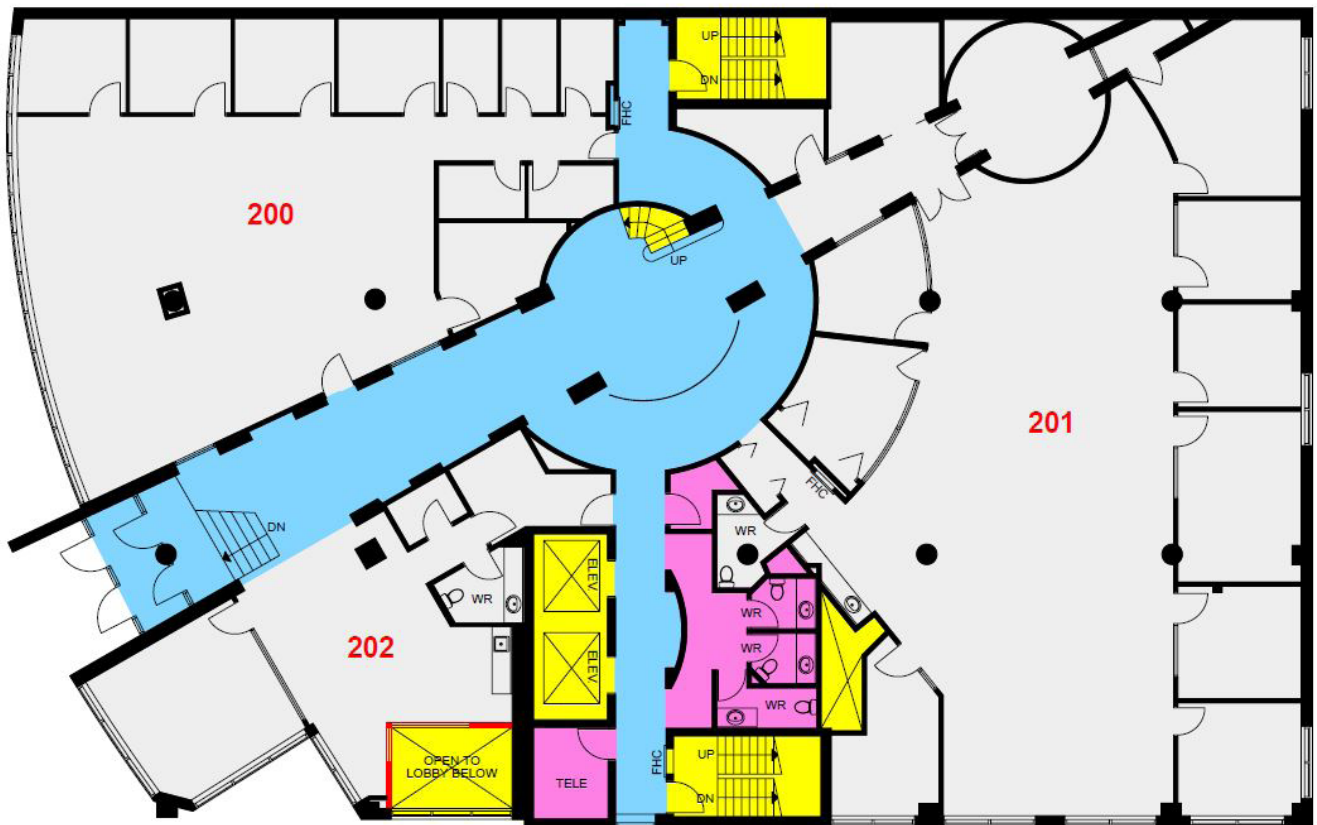 UP
DN
FHC
200
UP
201
FHC
DN
WR
ELEV
WR
WR
202
ELEV
WR
WR
OPEN TO
LOBBY BELOW
TELE
FHC
UP
DN